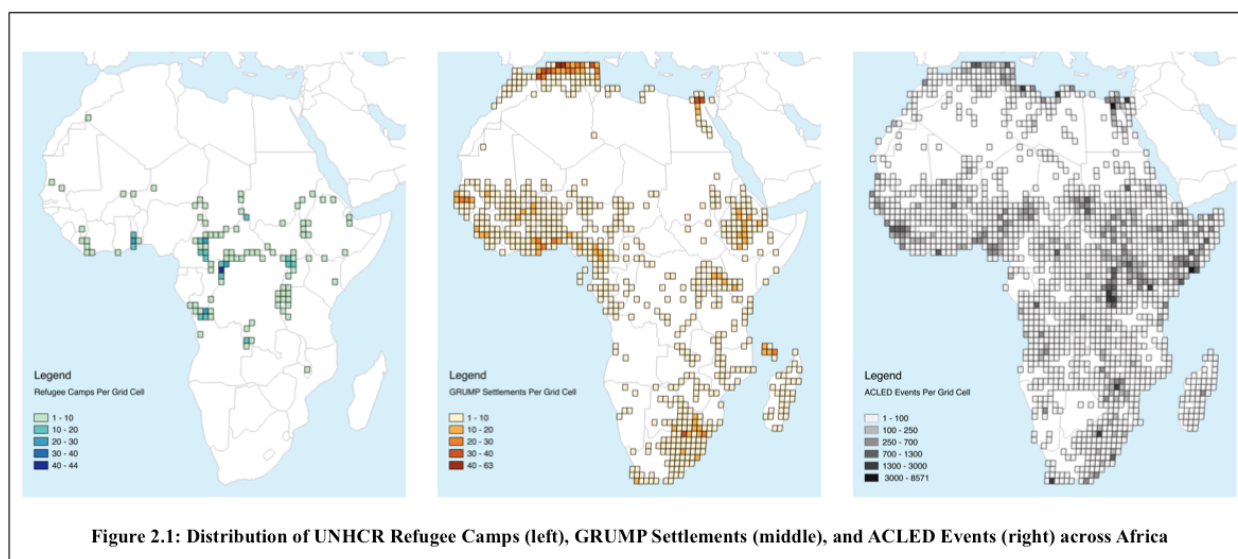 Legend
Refugee Camps Per Grid Cell
1 - 10
10 - 20
20 - 30
30 - 40
40 - 44
Legend
GRUMP Settlements Per Grid Cell
1 - 10
10 - 20
20 - 30
30 - 40
40 - 63
Legend
ACLED Events Per Grid Cell
1 - 100
100 - 250
250 - 700
700 - 1300
1300 - 3000
3000 - 8571
Figure 2.1: Distribution of UNHCR Refugee Camps (left), GRUMP Settlements (middle), and ACLED Events (right) across Africa